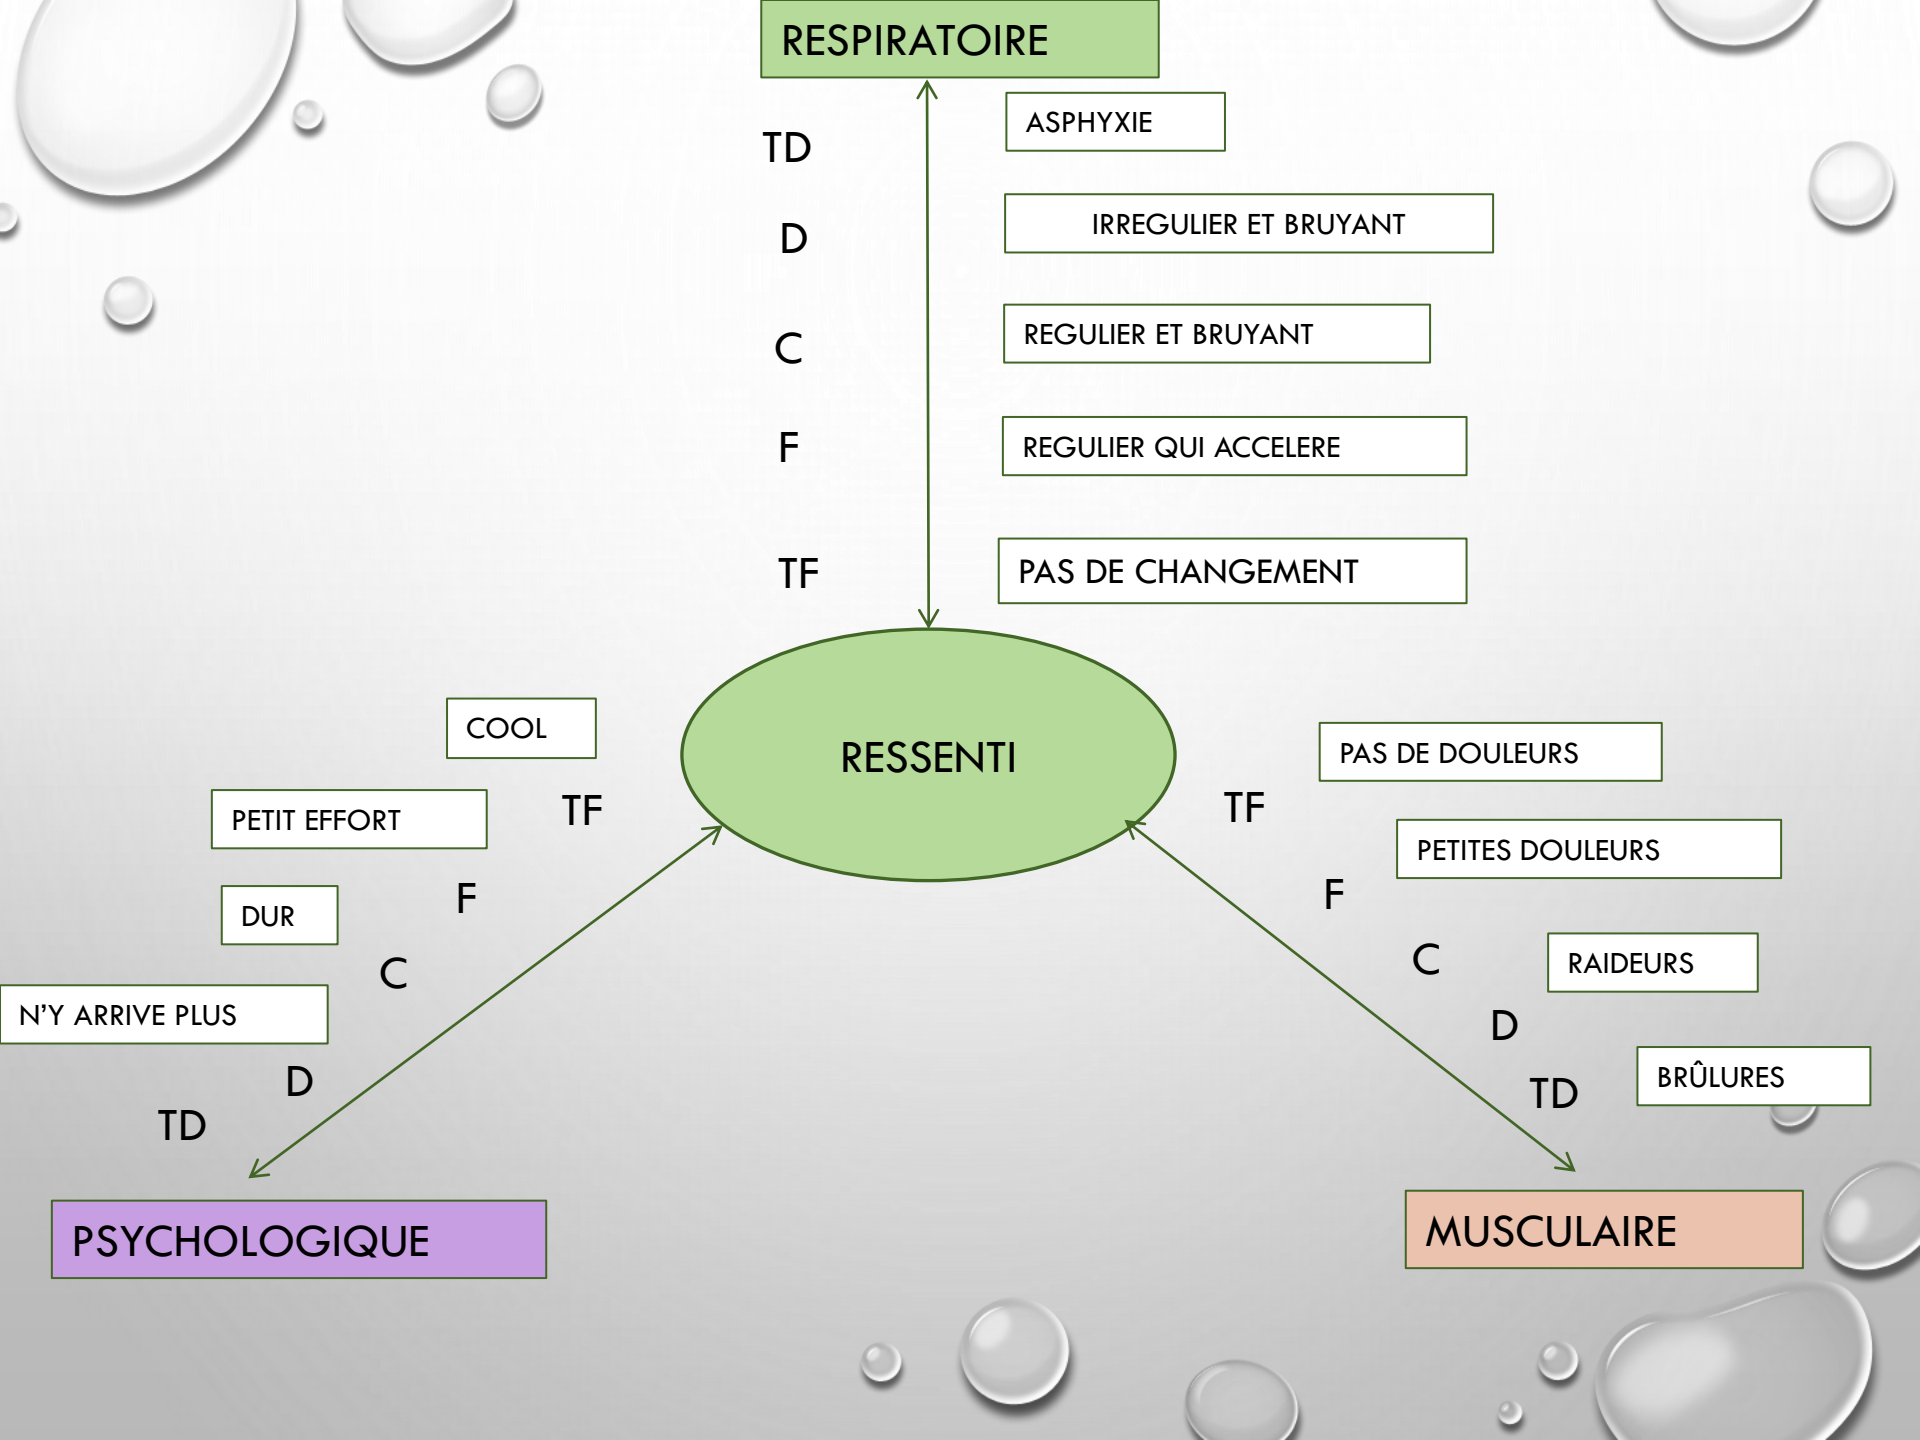 RESPIRATOIRE
ASPHYXIE
TD
IRREGULIER ET BRUYANT
D
REGULIER ET BRUYANT
C
REGULIER QUI ACCELERE
F
PAS DE CHANGEMENT
TF
RESSENTI
COOL
TF
PETIT EFFORT
F
DUR
C
N’Y ARRIVE PLUS
D
TD
PSYCHOLOGIQUE
PAS DE DOULEURS
TF
PETITES DOULEURS
F
RAIDEURS
C
D
BRÛLURES
TD
MUSCULAIRE